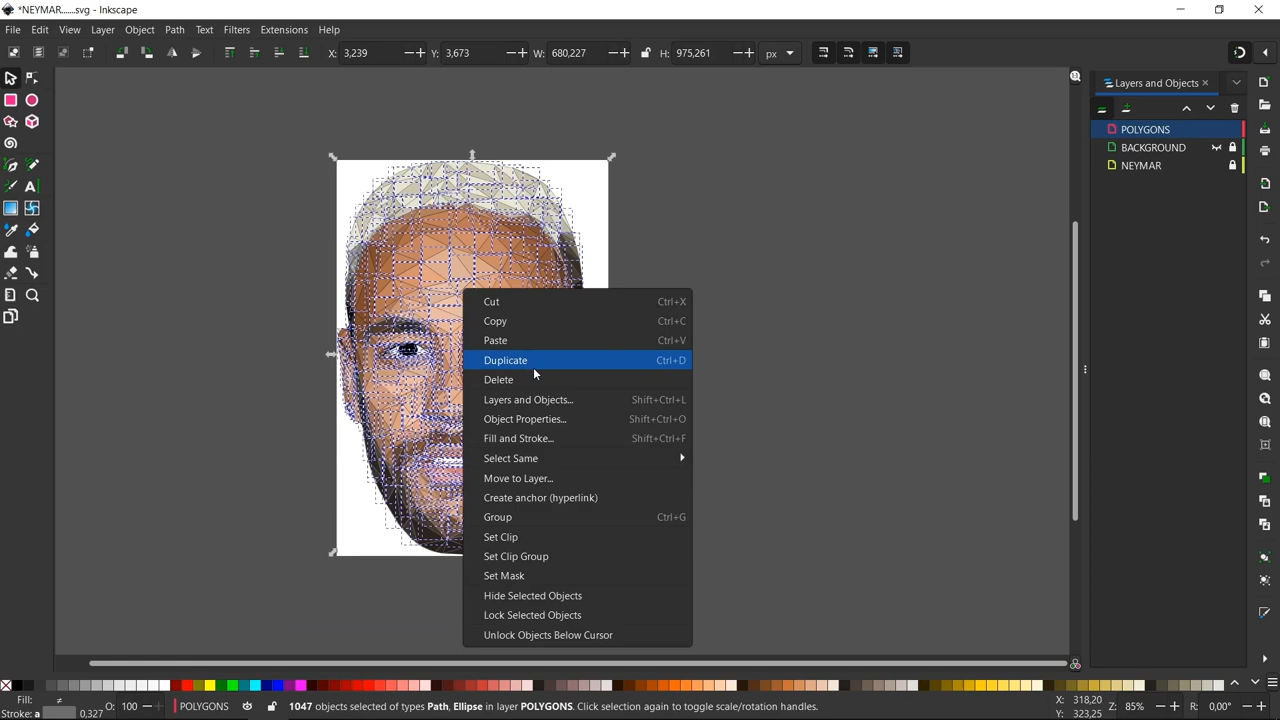 *NEYMAR......svg - Inkscape
File Edit View Layer Object Path Text Filters Extensions Help
X: 3,239 Y: 3,673 W: 680,227 H: 975,261 px
Layers and Objects
POLYGONS
BACKGROUND
NEYMAR
Cut Ctrl+X
Copy Ctrl+C
Paste Ctrl+V
Duplicate Ctrl+D
Delete
Layers and Objects... Shift+Ctrl+L
Object Properties... Shift+Ctrl+O
Fill and Stroke... Shift+Ctrl+F
Select Same
Move to Layer...
Create anchor (hyperlink)
Group Ctrl+G
Set Clip
Set Clip Group
Set Mask
Hide Selected Objects
Lock Selected Objects
Unlock Objects Below Cursor
Fill: ≠
Stroke: a 0,327 O: 100 POLYGONS 1047 objects selected of types Path, Ellipse in layer POLYGONS. Click selection again to toggle scale/rotation handles. X: 318,20 Y: 323,25 Z: 85% R: 0,00°